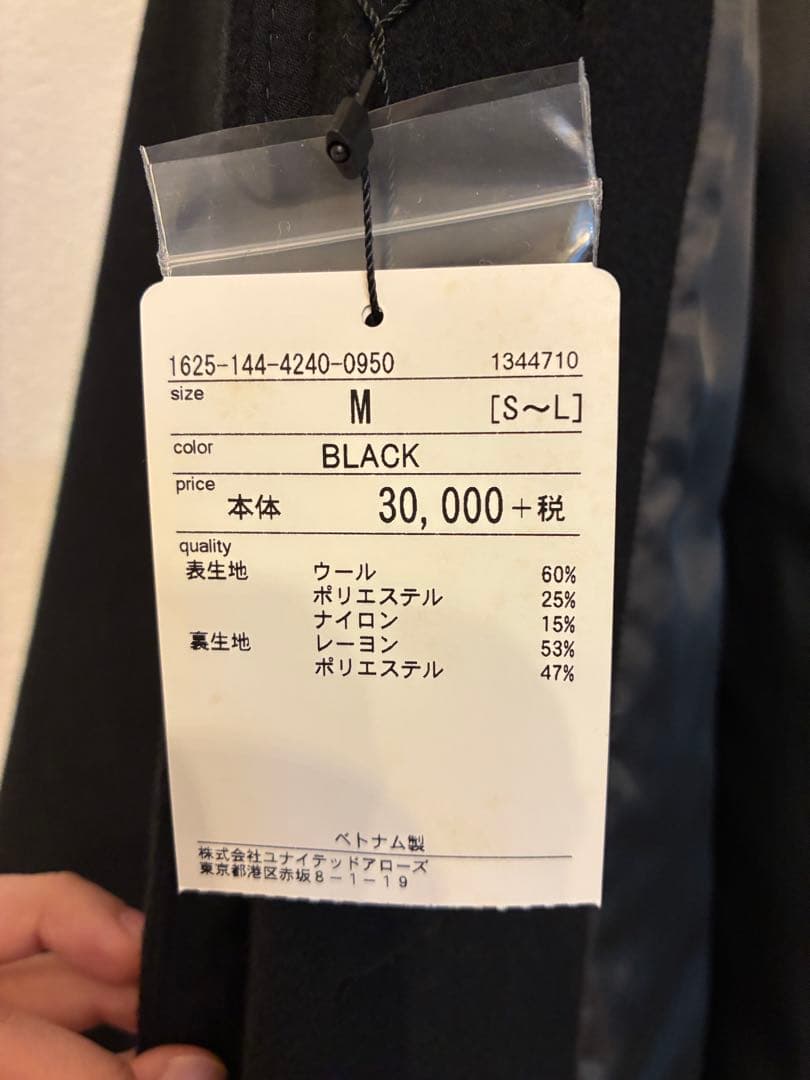 1625-144-4240-0950 1344710
size M [S〜L]
color BLACK
price 本体 30,000+税
quality
表生地 ウール 60%
ポリエステル 25%
ナイロン 15%
裏生地 レーヨン 53%
ポリエステル 47%
ベトナム製
株式会社ユナイテッドアローズ
東京都港区赤坂8-1-19